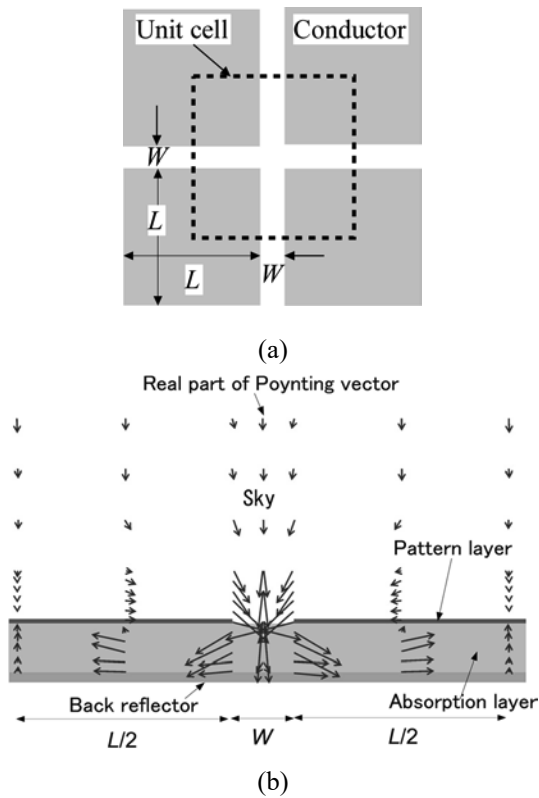 Unit cell
Conductor
W
L
L
W
(a)
Real part of Poynting vector
Sky
Pattern layer
Back reflector
Absorption layer
L/2
W
L/2
(b)